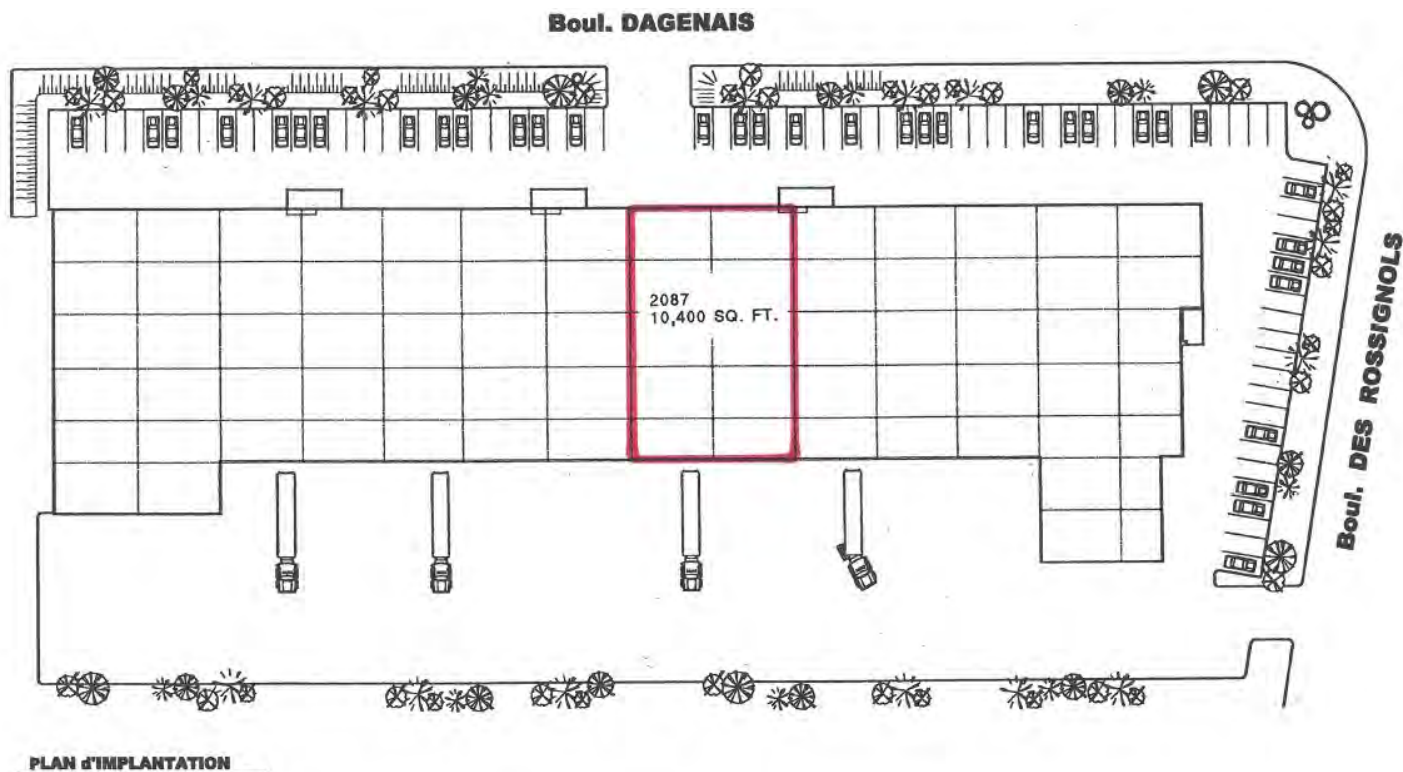 Boul. DAGENAIS
2087
10,400 SQ. FT.
Boul. DES ROSSIGNOLS
PLAN d'IMPLANTATION